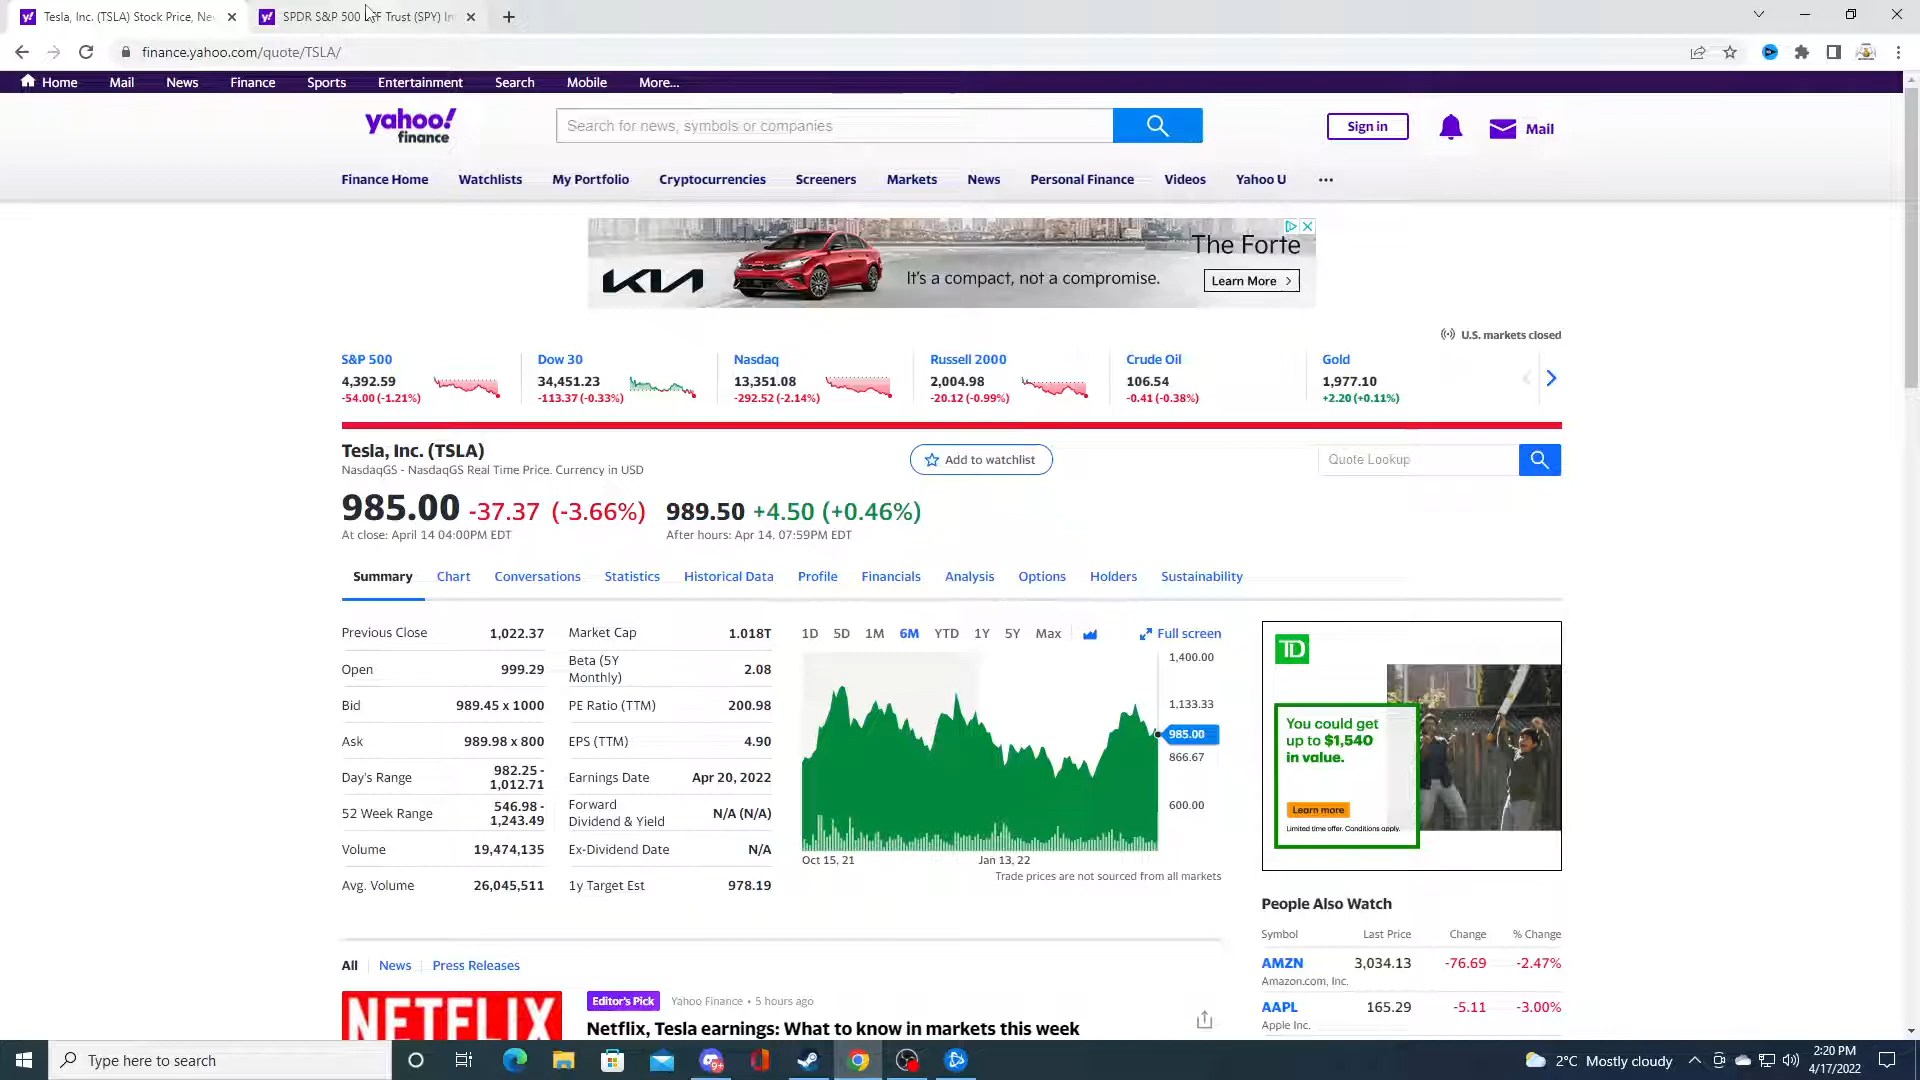 Tesla, Inc. (TSLA) Stock Price, Ne
SPDR S&P 500 ETF Trust (SPY) In
finance.yahoo.com/quote/TSLA/
Home Mail News Finance Sports Entertainment Search Mobile More...
yahoo!
finance
Search for news, symbols or companies
Sign in
Mail
Finance Home Watchlists My Portfolio Cryptocurrencies Screeners Markets News Personal Finance Videos Yahoo U ...
KIA
The Forte
It's a compact, not a compromise.
Learn More >
U.S. markets closed
S&P 500 Dow 30 Nasdaq Russell 2000 Crude Oil Gold
4,392.59 34,451.23 13,351.08 2,004.98 106.54 1,977.10
-54.00 (-1.21%) -113.37 (-0.33%) -292.52 (-2.14%) -20.12 (-0.99%) -0.41 (-0.38%) +2.20 (+0.11%)
Tesla, Inc. (TSLA)
NasdaqGS - NasdaqGS Real Time Price. Currency in USD
Add to watchlist
Quote Lookup
985.00 -37.37 (-3.66%) 989.50 +4.50 (+0.46%)
At close: April 14 04:00PM EDT After hours: Apr 14, 07:59PM EDT
Summary Chart Conversations Statistics Historical Data Profile Financials Analysis Options Holders Sustainability
Previous Close 1,022.37
Open 999.29
Bid 989.45 x 1000
Ask 989.98 x 800
Day's Range 982.25 -
1,012.71
52 Week Range 546.98 -
1,243.49
Volume 19,474,135
Avg. Volume 26,045,511
Market Cap 1.018T
Beta (5Y
Monthly) 2.08
PE Ratio (TTM) 200.98
EPS (TTM) 4.90
Earnings Date Apr 20, 2022
Forward
Dividend & Yield N/A (N/A)
Ex-Dividend Date N/A
1y Target Est 978.19
1D 5D 1M 6M YTD 1Y 5Y Max Full screen
1,400.00
1,133.33
985.00
866.67
600.00
Oct 15, 21 Jan 13, 22
Trade prices are not sourced from all markets
TD
You could get
up to $1,540
in value.
Learn more
Limited time offer. Conditions apply.
People Also Watch
Symbol Last Price Change % Change
AMZN 3,034.13 -76.69 -2.47%
Amazon.com, Inc.
AAPL 165.29 -5.11 -3.00%
Apple Inc.
All News Press Releases
NETFLIX
Editor's Pick Yahoo Finance • 5 hours ago
Netflix, Tesla earnings: What to know in markets this week
Type here to search
9+
2°C Mostly cloudy
2:20 PM
4/17/2022